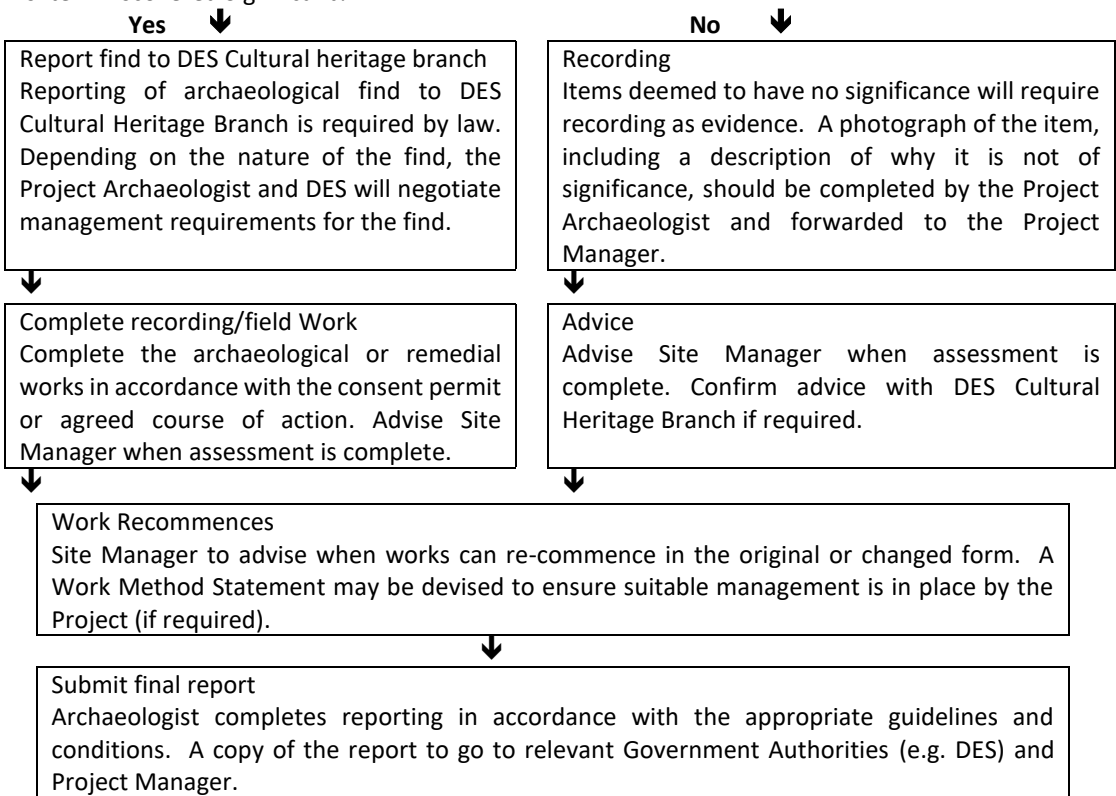 Yes 🡻
No 🡻
Report find to DES Cultural heritage branch
Reporting of archaeological find to DES
Cultural Heritage Branch is required by law.
Depending on the nature of the find, the
Project Archaeologist and DES will negotiate
management requirements for the find.
Recording
Items deemed to have no significance will require
recording as evidence. A photograph of the item,
including a description of why it is not of
significance, should be completed by the Project
Archaeologist and forwarded to the Project
Manager.
Complete recording/field Work
Complete the archaeological or remedial
works in accordance with the consent permit
or agreed course of action. Advise Site
Manager when assessment is complete.
Advice
Advise Site Manager when assessment is
complete. Confirm advice with DES Cultural
Heritage Branch if required.
Work Recommences
Site Manager to advise when works can re-commence in the original or changed form. A
Work Method Statement may be devised to ensure suitable management is in place by the
Project (if required).
Submit final report
Archaeologist completes reporting in accordance with the appropriate guidelines and
conditions. A copy of the report to go to relevant Government Authorities (e.g. DES) and
Project Manager.